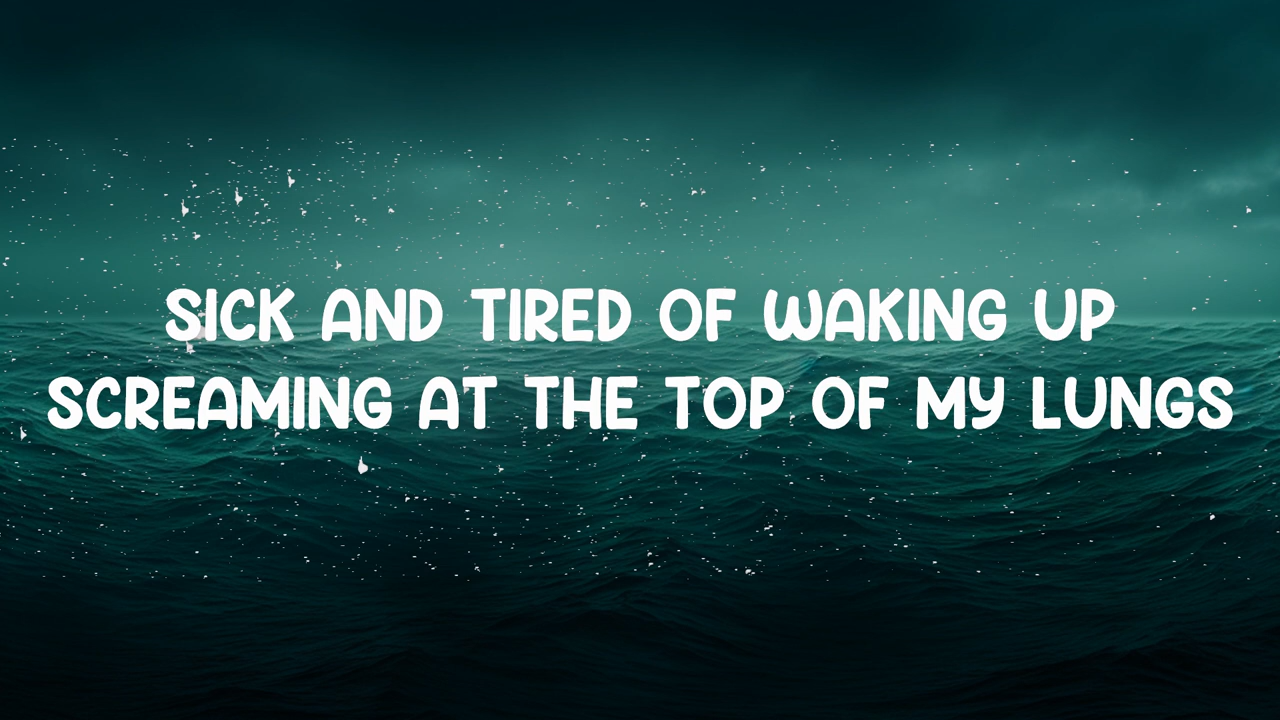 SICK AND TIRED OF WAKING UP
SCREAMING AT THE TOP OF MY LUNGS